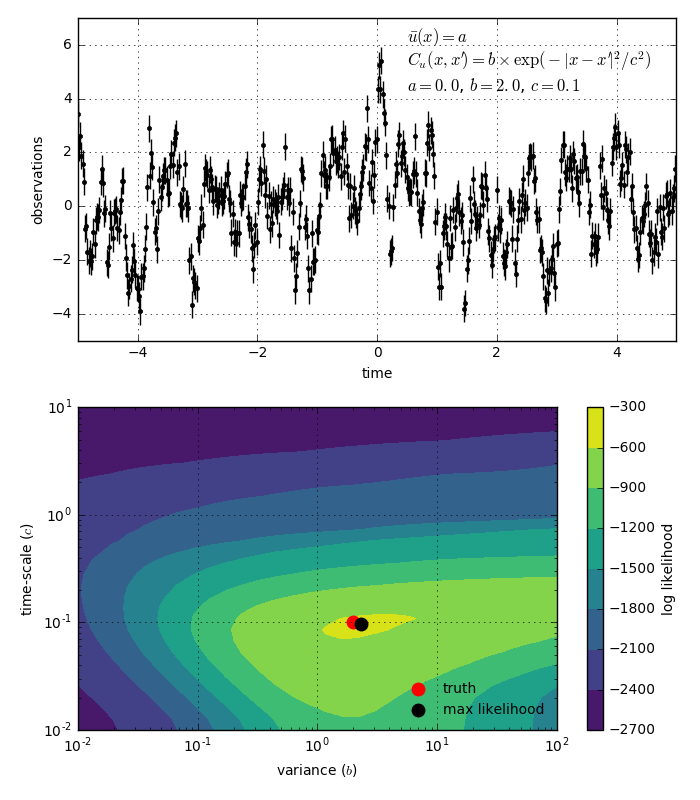 6
4
2
0
−2
−4
observations
ū(x) = a
C_u(x, x′) = b × exp(−|x − x′|²/c²)
a = 0.0, b = 2.0, c = 0.1
−4 −2 0 2 4
time
10¹
10⁰
10⁻¹
10⁻²
time-scale (c)
truth
max likelihood
10⁻² 10⁻¹ 10⁰ 10¹ 10²
variance (b)
−300
−600
−900
−1200
−1500
−1800
−2100
−2400
−2700
log likelihood